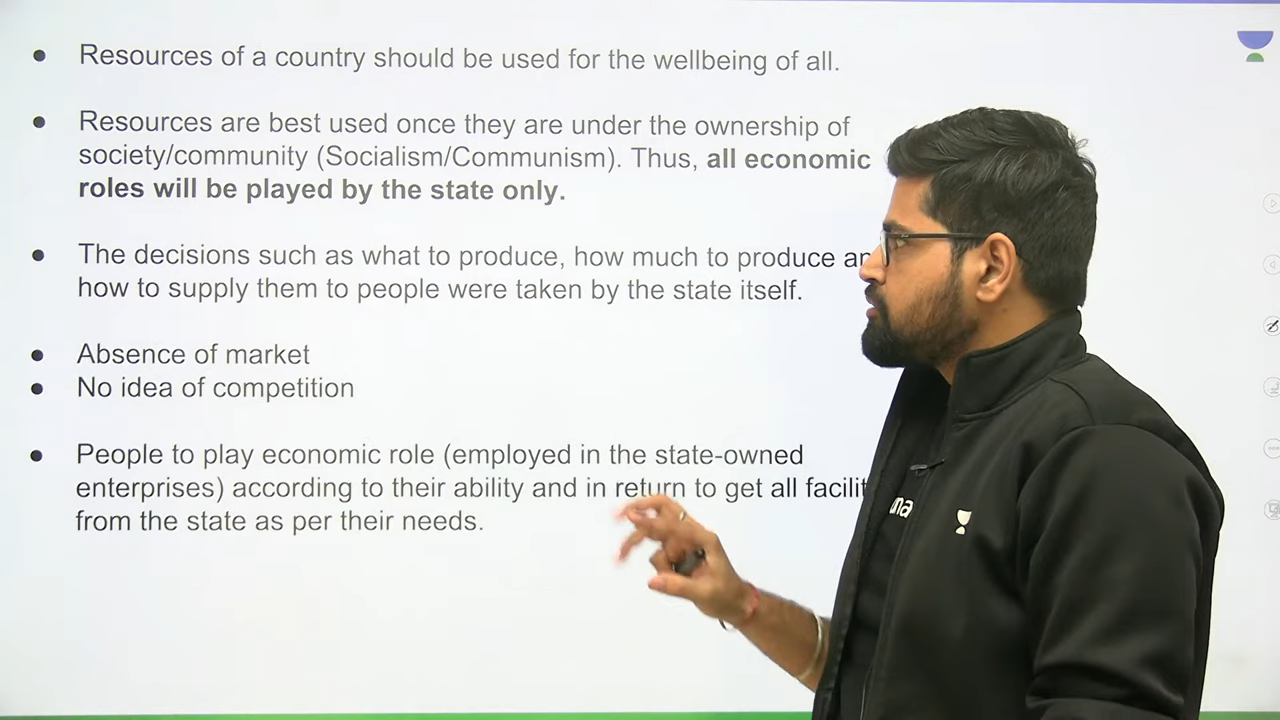 Resources of a country should be used for the wellbeing of all.
Resources are best used once they are under the ownership of
society/community (Socialism/Communism). Thus, all economic
roles will be played by the state only.
The decisions such as what to produce, how much to produce
how to supply them to people were taken by the state itself.
Absence of market
No idea of competition
People to play economic role (employed in the state-owned
enterprises) according to their ability and in return to get all
from the state as per their needs.